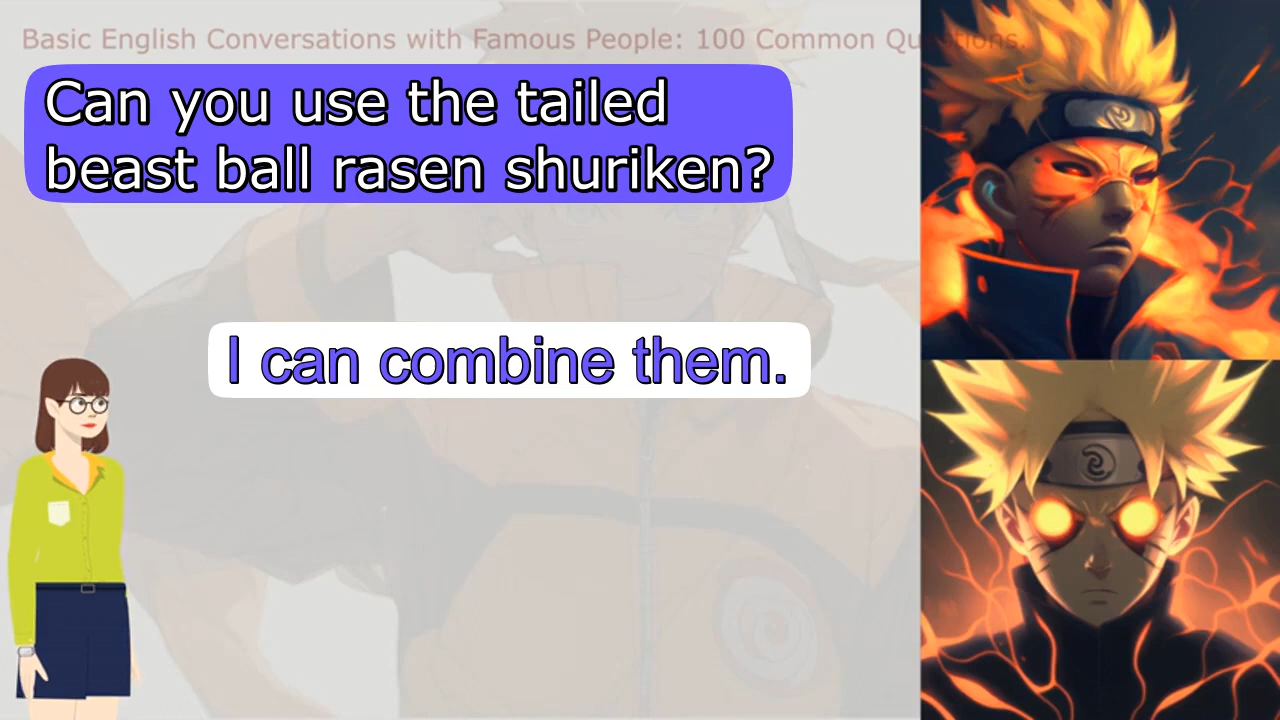 Basic English Conversations with Famous People: 100 Common Questions.
Can you use the tailed
beast ball rasen shuriken?
I can combine them.